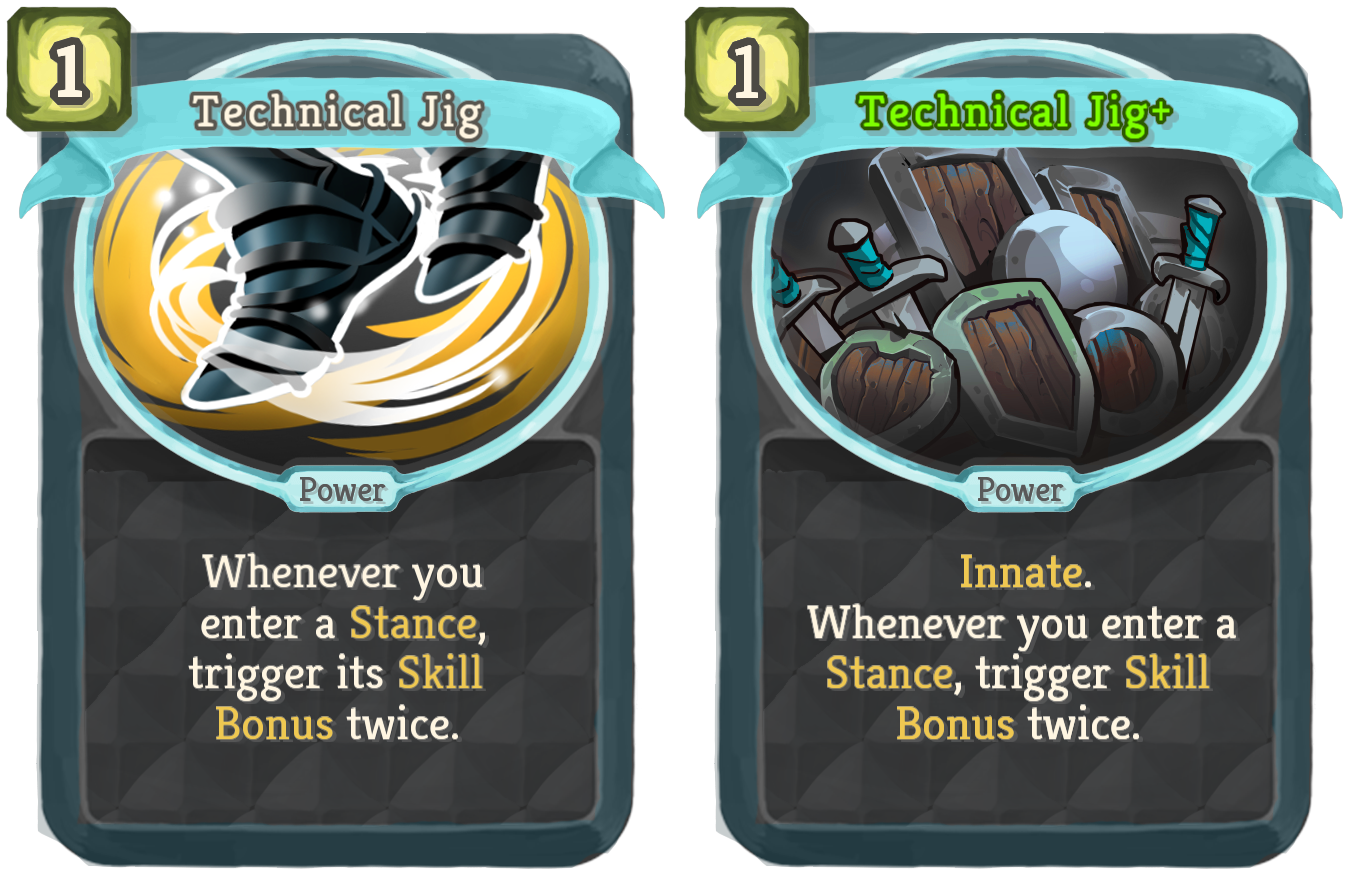 1
Technical Jig
Power
Whenever you
enter a Stance,
trigger its Skill
Bonus twice.
1
Technical Jig+
Power
Innate.
Whenever you enter a
Stance, trigger Skill
Bonus twice.